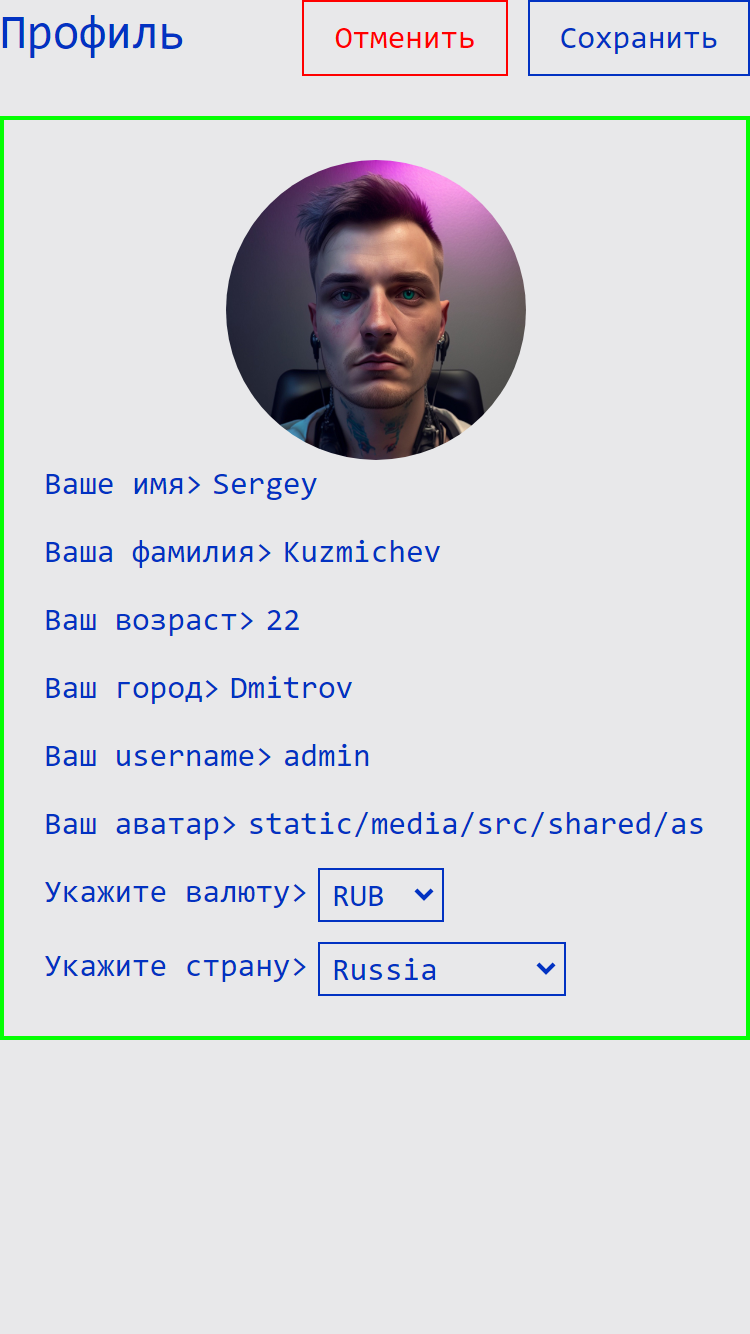 Профиль
Отменить
Сохранить
Ваше имя> Sergey
Ваша фамилия> Kuzmichev
Ваш возраст> 22
Ваш город> Dmitrov
Ваш username> admin
Ваш аватар> static/media/src/shared/as
Укажите валюту> RUB
Укажите страну> Russia